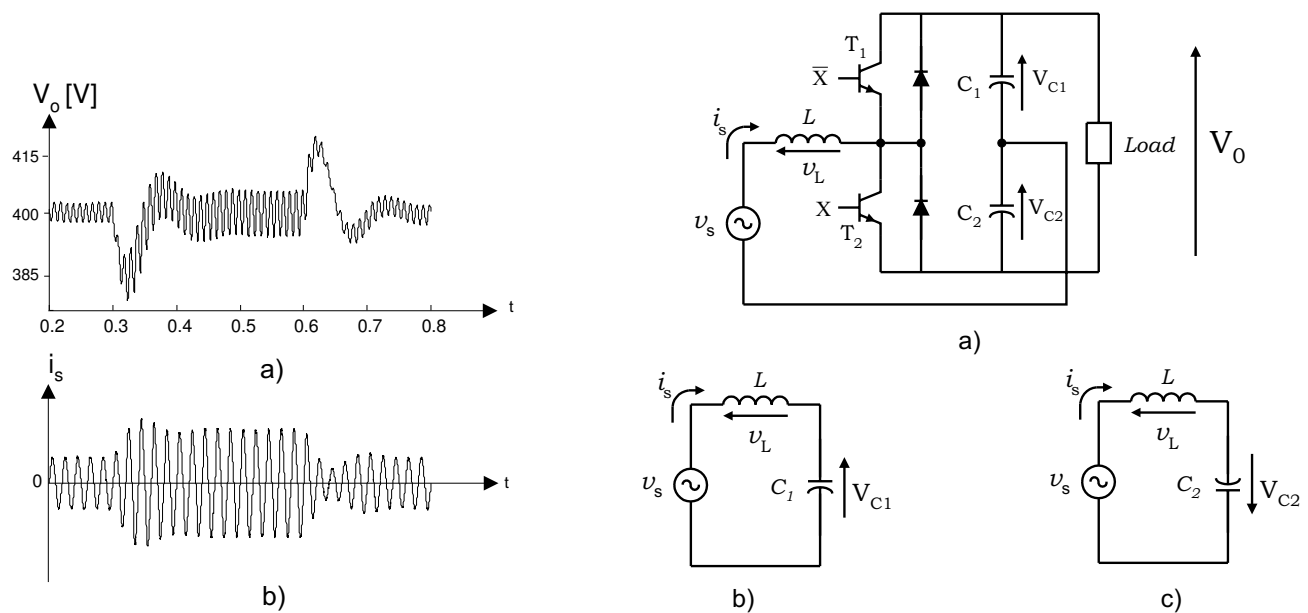 V_o [V]
415
400
385
0.2 0.3 0.4 0.5 0.6 0.7 0.8
t
a)
i_s
0
t
b)
T_1
X̅
C_1
V_C1
i_s
L
v_L
Load
V_0
X
T_2
C_2
V_C2
v_s
a)
i_s
L
v_L
v_s
C_1
V_C1
b)
i_s
L
v_L
v_s
C_2
V_C2
c)